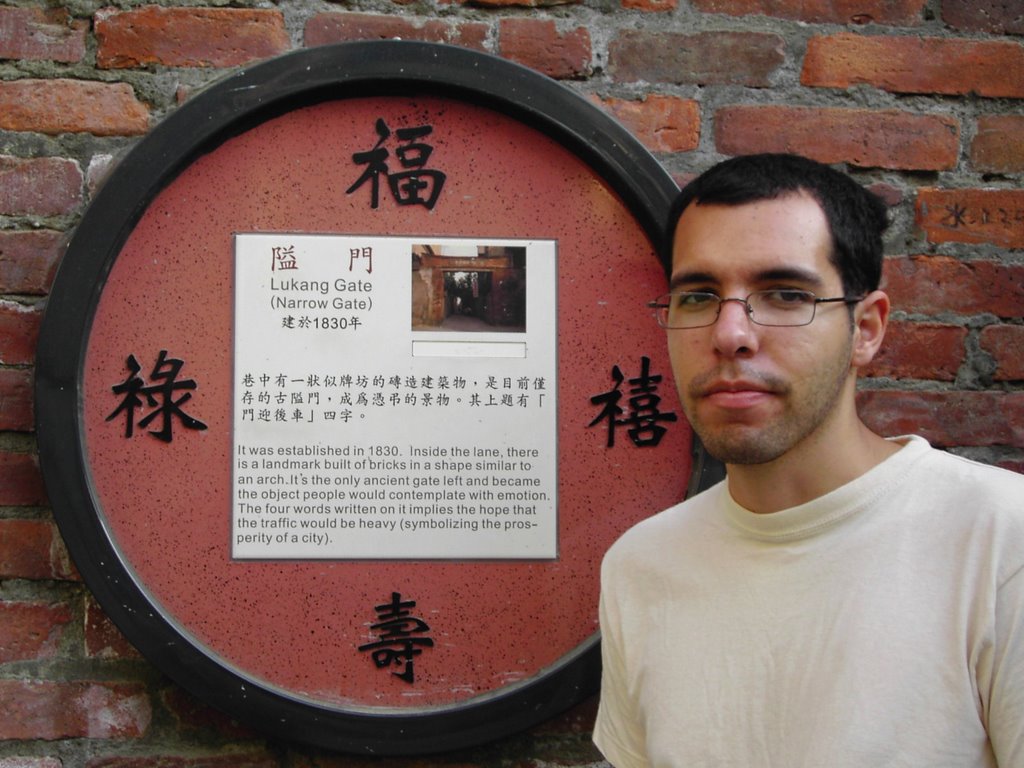 福
祿
禧
壽
隘門
Lukang Gate
(Narrow Gate)
建於1830年
巷中有一狀似牌坊的磚造建築物，是目前僅
存的古隘門，成爲憑弔的景物。其上題有「
門迎後車」四字。
It was established in 1830. Inside the lane, there
is a landmark built of bricks in a shape similar to
an arch.It's the only ancient gate left and became
the object people would contemplate with emotion.
The four words written on it implies the hope that
the traffic would be heavy (symbolizing the pros-
perity of a city).